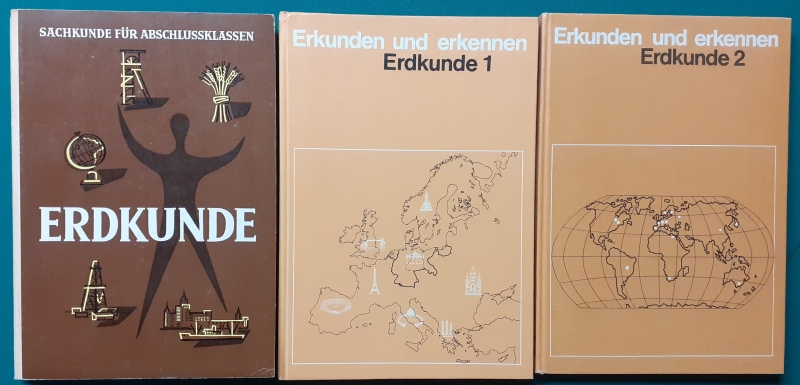 SACHKUNDE FÜR ABSCHLUSSKLASSEN
ERDKUNDE
Erkunden und erkennen
Erdkunde 1
Erkunden und erkennen
Erdkunde 2